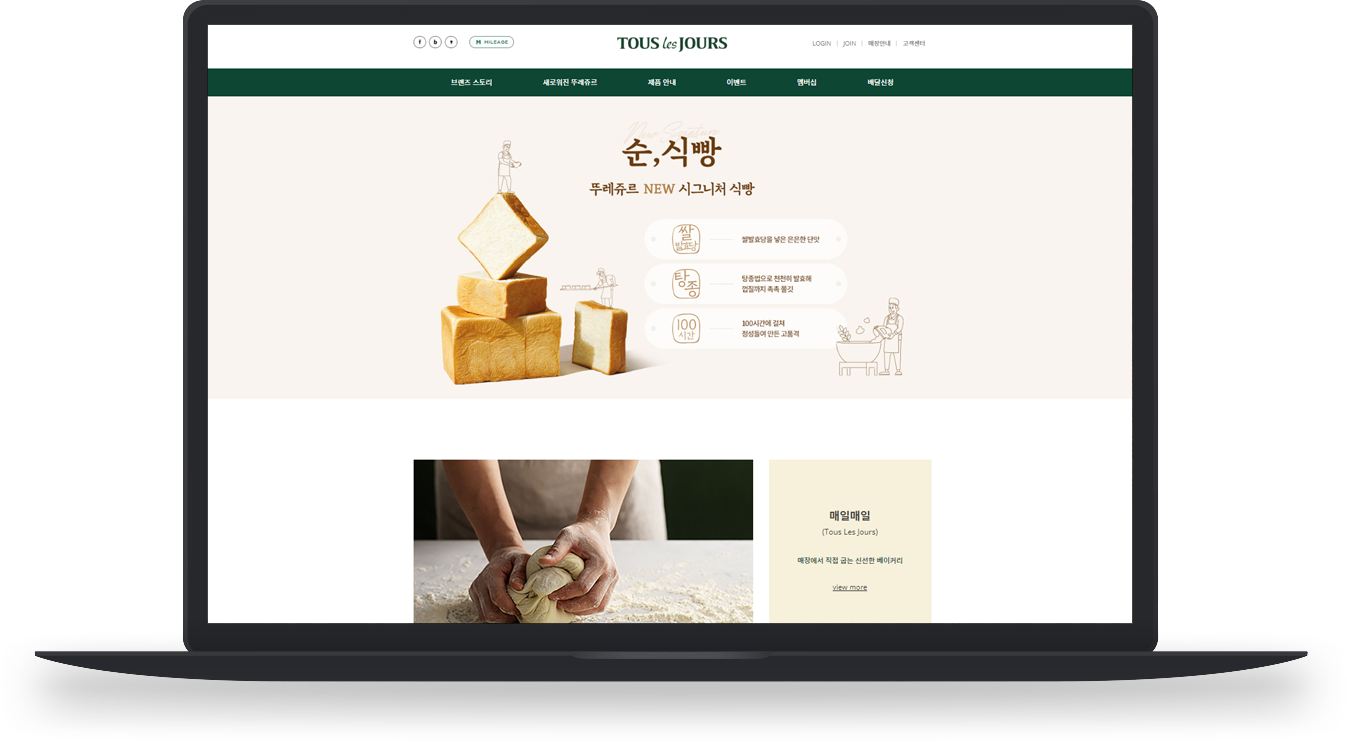 f b MILEAGE
TOUS les JOURS
LOGIN | JOIN | 매장안내 | 고객센터
브랜즈 스토리 새로워진 뚜레쥬르 제품 안내 이벤트 멤버십 배달신청
New Signature
순,식빵
뚜레쥬르 NEW 시그니처 식빵
쌀
발효당
쌀발효당을 넣은 은은한 단맛
탕종
탕종법으로 천천히 발효해
껍질까지 촉촉 쫄깃
100
시간
100시간에 걸쳐
정성들여 만든 고품격
매일매일
(Tous Les Jours)
매장에서 직접 굽는 신선한 베이커리
view more